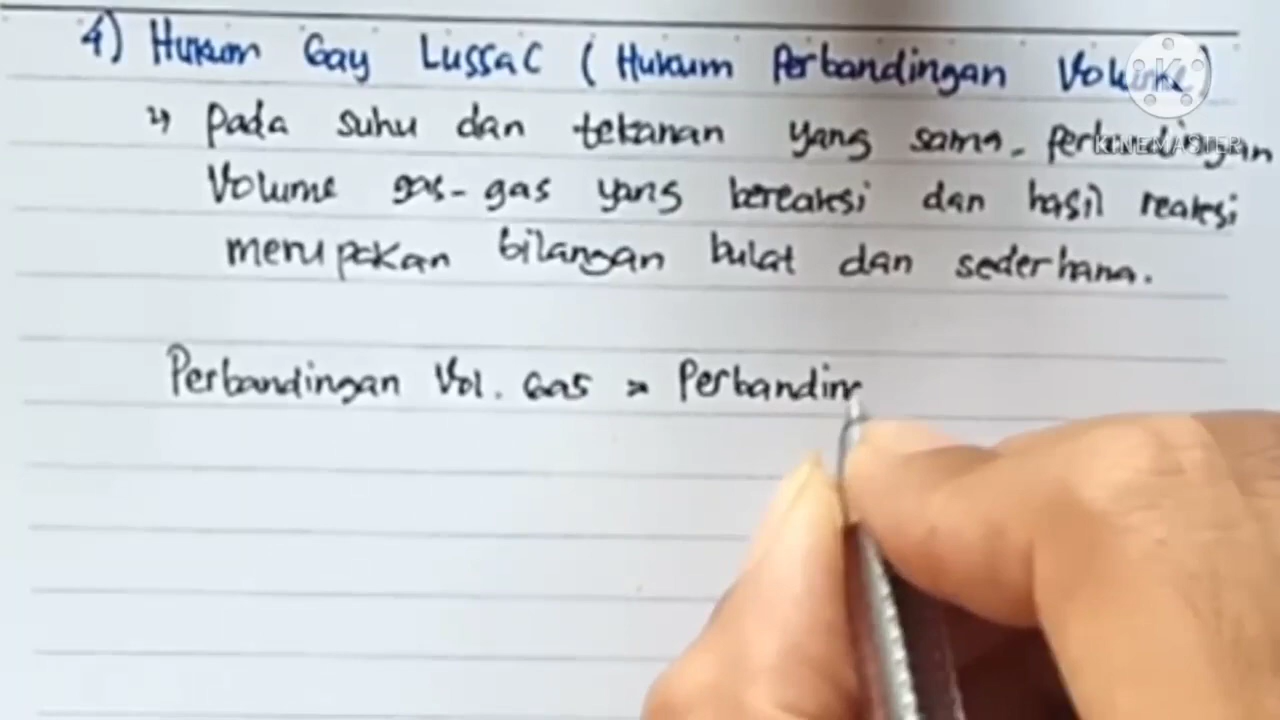 4) Hukum Gay Lussac (Hukum Perbandingan Volume)
→ Pada suhu dan tekanan yang sama, perbandingan
Volume gas-gas yang bereaksi dan hasil reaksi
merupakan bilangan bulat dan sederhana.
Perbandingan Vol. Gas = Perbandin
KINEMASTER